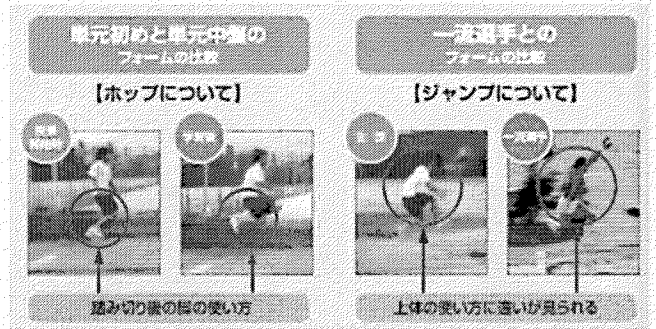 単元初めと単元中盤の
フォームの比較
【ホップについて】
踏み切り後の脚の使い方
一流選手との
フォームの比較
【ジャンプについて】
生徒
一流選手
上体の使い方に違いが見られる